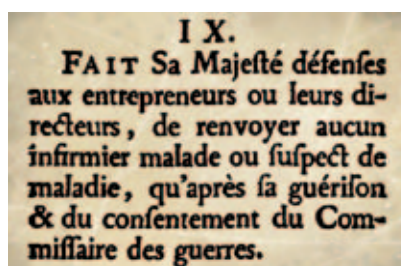 I X.
FAIT Sa Majeſté défenſes
aux entrepreneurs ou leurs di-
recteurs, de renvoyer aucun
infirmier malade ou ſuſpect de
maladie, qu'après ſa guériſon
& du conſentement du Com-
miſſaire des guerres.